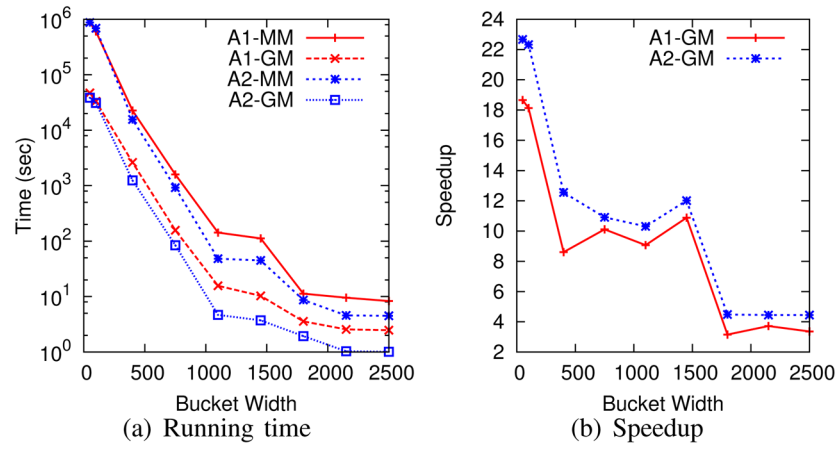 10^6
10^5
10^4
10^3
10^2
10^1
10^0
Time (sec)
A1-MM
A1-GM
A2-MM
A2-GM
0 500 1000 1500 2000 2500
Bucket Width
(a) Running time
24
22
20
18
16
14
12
10
8
6
4
2
Speedup
A1-GM
A2-GM
0 500 1000 1500 2000 2500
Bucket Width
(b) Speedup